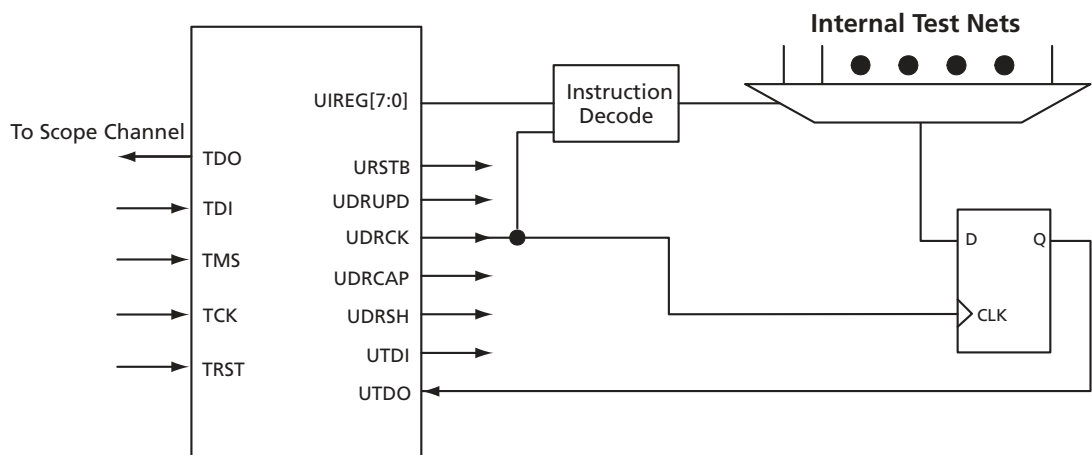 Internal Test Nets
UIREG[7:0]
Instruction
Decode
To Scope Channel
TDO
TDI
TMS
TCK
TRST
URSTB
UDRUPD
UDRCK
UDRCAP
UDRSH
UTDI
UTDO
D
Q
CLK